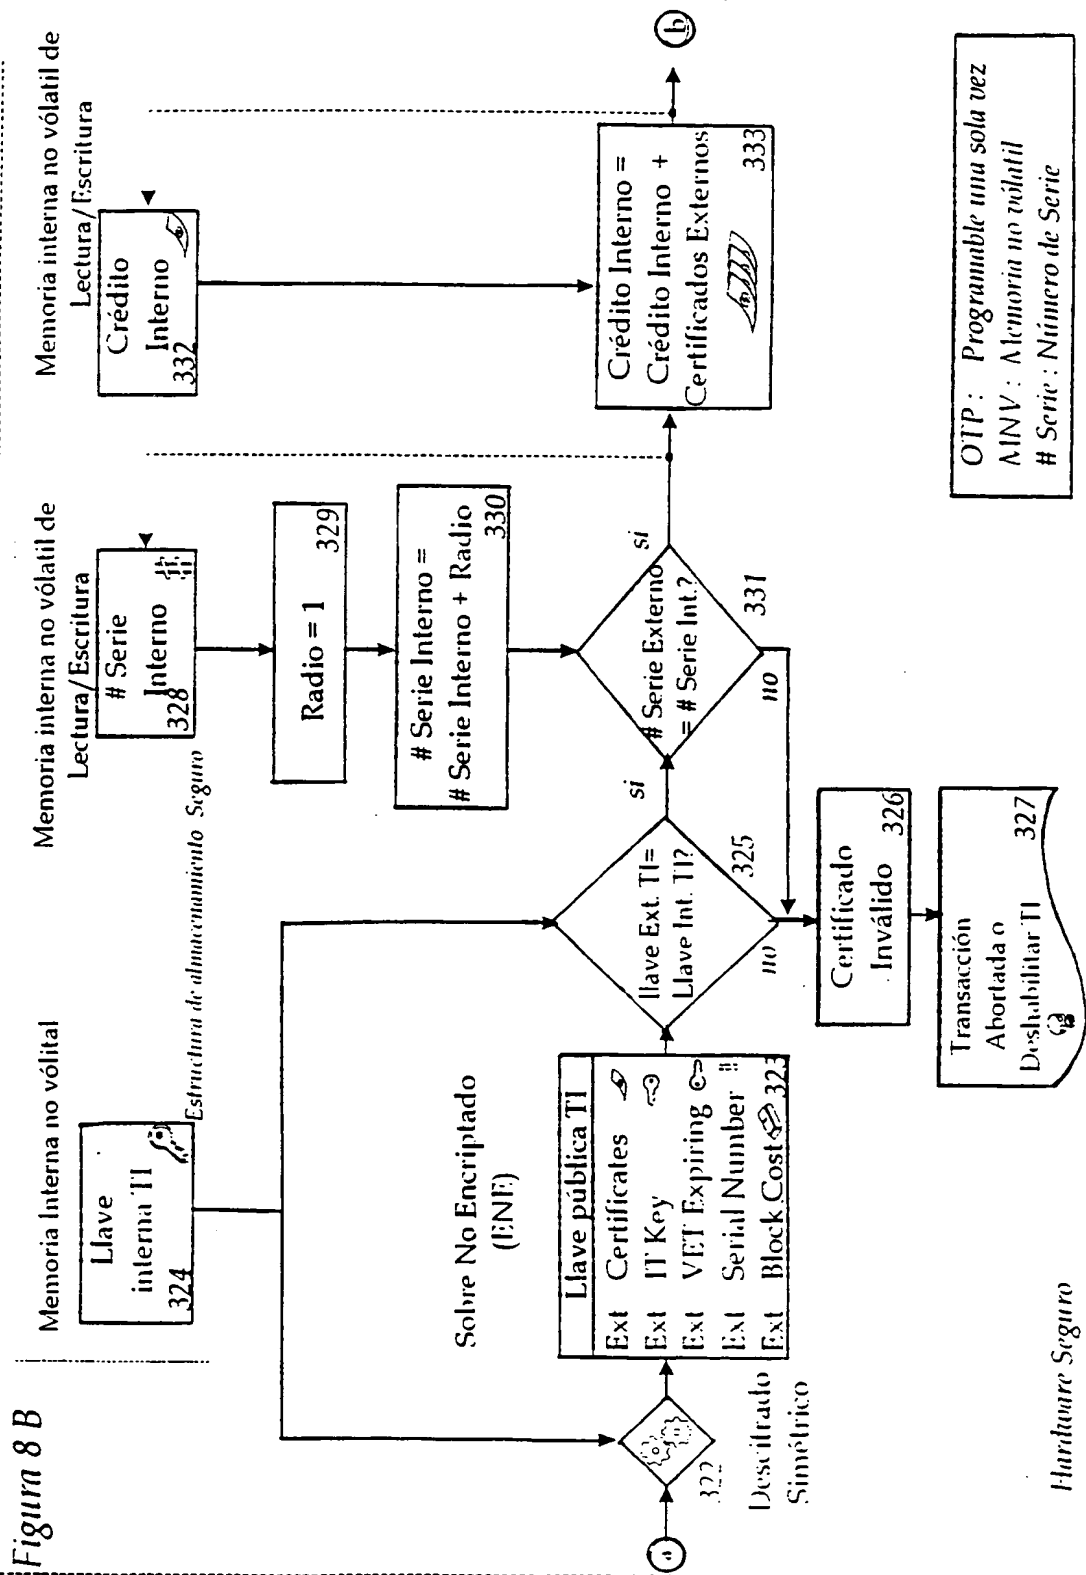 Figura 8 B
Memoria Interna no vólital
Llave
interna TI
324
Estructura de almacenamiento Seguro
Memoria interna no vólatil de
Lectura/Escritura
# Serie
Interno
328
Memoria interna no vólatil de
Lectura/Escritura
Crédito
Interno
332
Radio = 1
329
# Serie Interno =
# Serie Interno + Radio
330
Sobre No Encriptado
(ENE)
a
322
Descifrado
Simétrico
Llave pública TI
Ext Certificates
Ext IT Key
Ext VET Expiring
Ext Serial Number
Ext Block Cost
323
llave Ext. TI=
Llave Int. TI?
325
si
no
# Serie Externo
= # Serie Int.?
331
si
no
Crédito Interno =
Crédito Interno +
Certificados Externos
333
b
Certificado
Inválido
326
Transacción
Abortada o
Deshabilitar TI
327
Hardware Seguro
OTP : Programable una sola vez
MNV : Memoria no vólatil
# Serie : Número de Serie